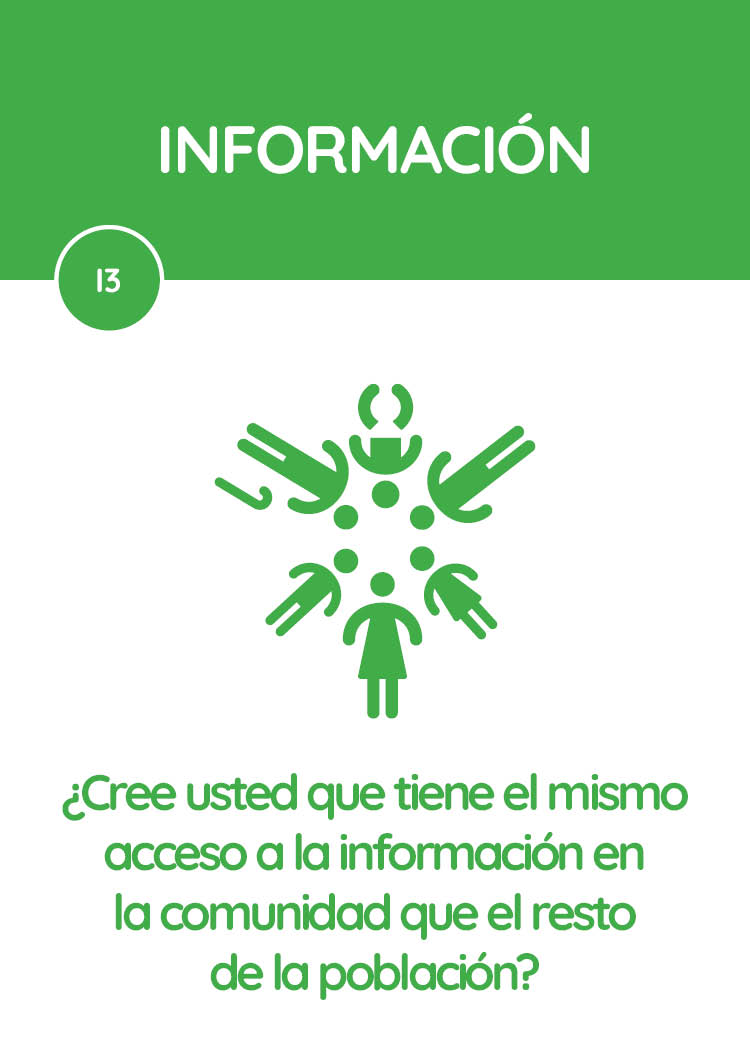 INFORMACIÓN
13
¿Cree usted que tiene el mismo
acceso a la información en
la comunidad que el resto
de la población?